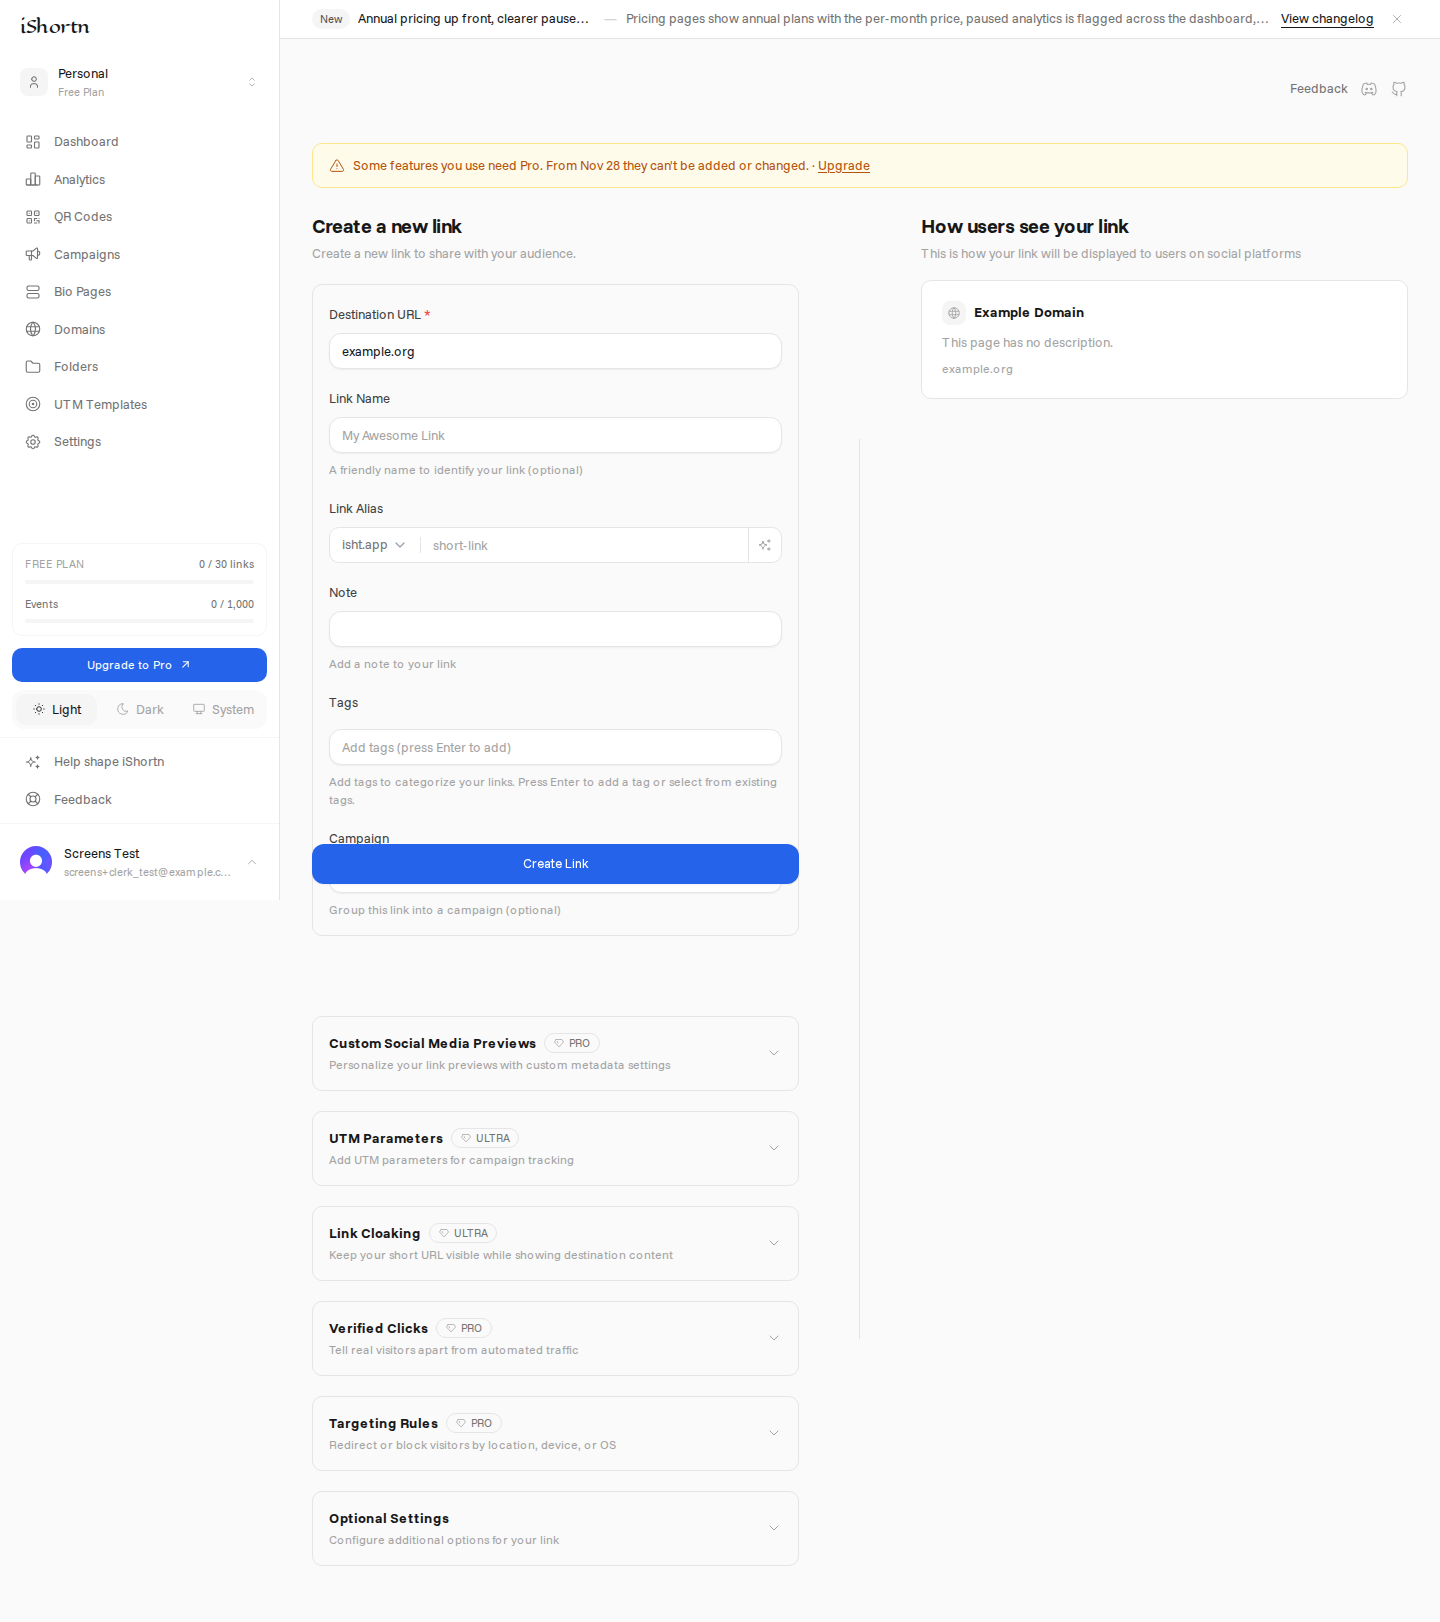 iShortn
Personal
Free Plan
Dashboard
Analytics
QR Codes
Campaigns
Bio Pages
Domains
Folders
UTM Templates
Settings
FREE PLAN 0 / 30 links
Events 0 / 1,000
Upgrade to Pro
Light Dark System
Help shape iShortn
Feedback
Screens Test
screens+clerk_test@example.c...
New Annual pricing up front, clearer pause... — Pricing pages show annual plans with the per-month price, paused analytics is flagged across the dashboard,... View changelog
Feedback
Some features you use need Pro. From Nov 28 they can't be added or changed. · Upgrade
Create a new link
Create a new link to share with your audience.
Destination URL *
example.org
Link Name
My Awesome Link
A friendly name to identify your link (optional)
Link Alias
isht.app short-link
Note
Add a note to your link
Tags
Add tags (press Enter to add)
Add tags to categorize your links. Press Enter to add a tag or select from existing
tags.
Campaign
Create Link
Group this link into a campaign (optional)
Custom Social Media Previews PRO
Personalize your link previews with custom metadata settings
UTM Parameters ULTRA
Add UTM parameters for campaign tracking
Link Cloaking ULTRA
Keep your short URL visible while showing destination content
Verified Clicks PRO
Tell real visitors apart from automated traffic
Targeting Rules PRO
Redirect or block visitors by location, device, or OS
Optional Settings
Configure additional options for your link
How users see your link
This is how your link will be displayed to users on social platforms
Example Domain
This page has no description.
example.org